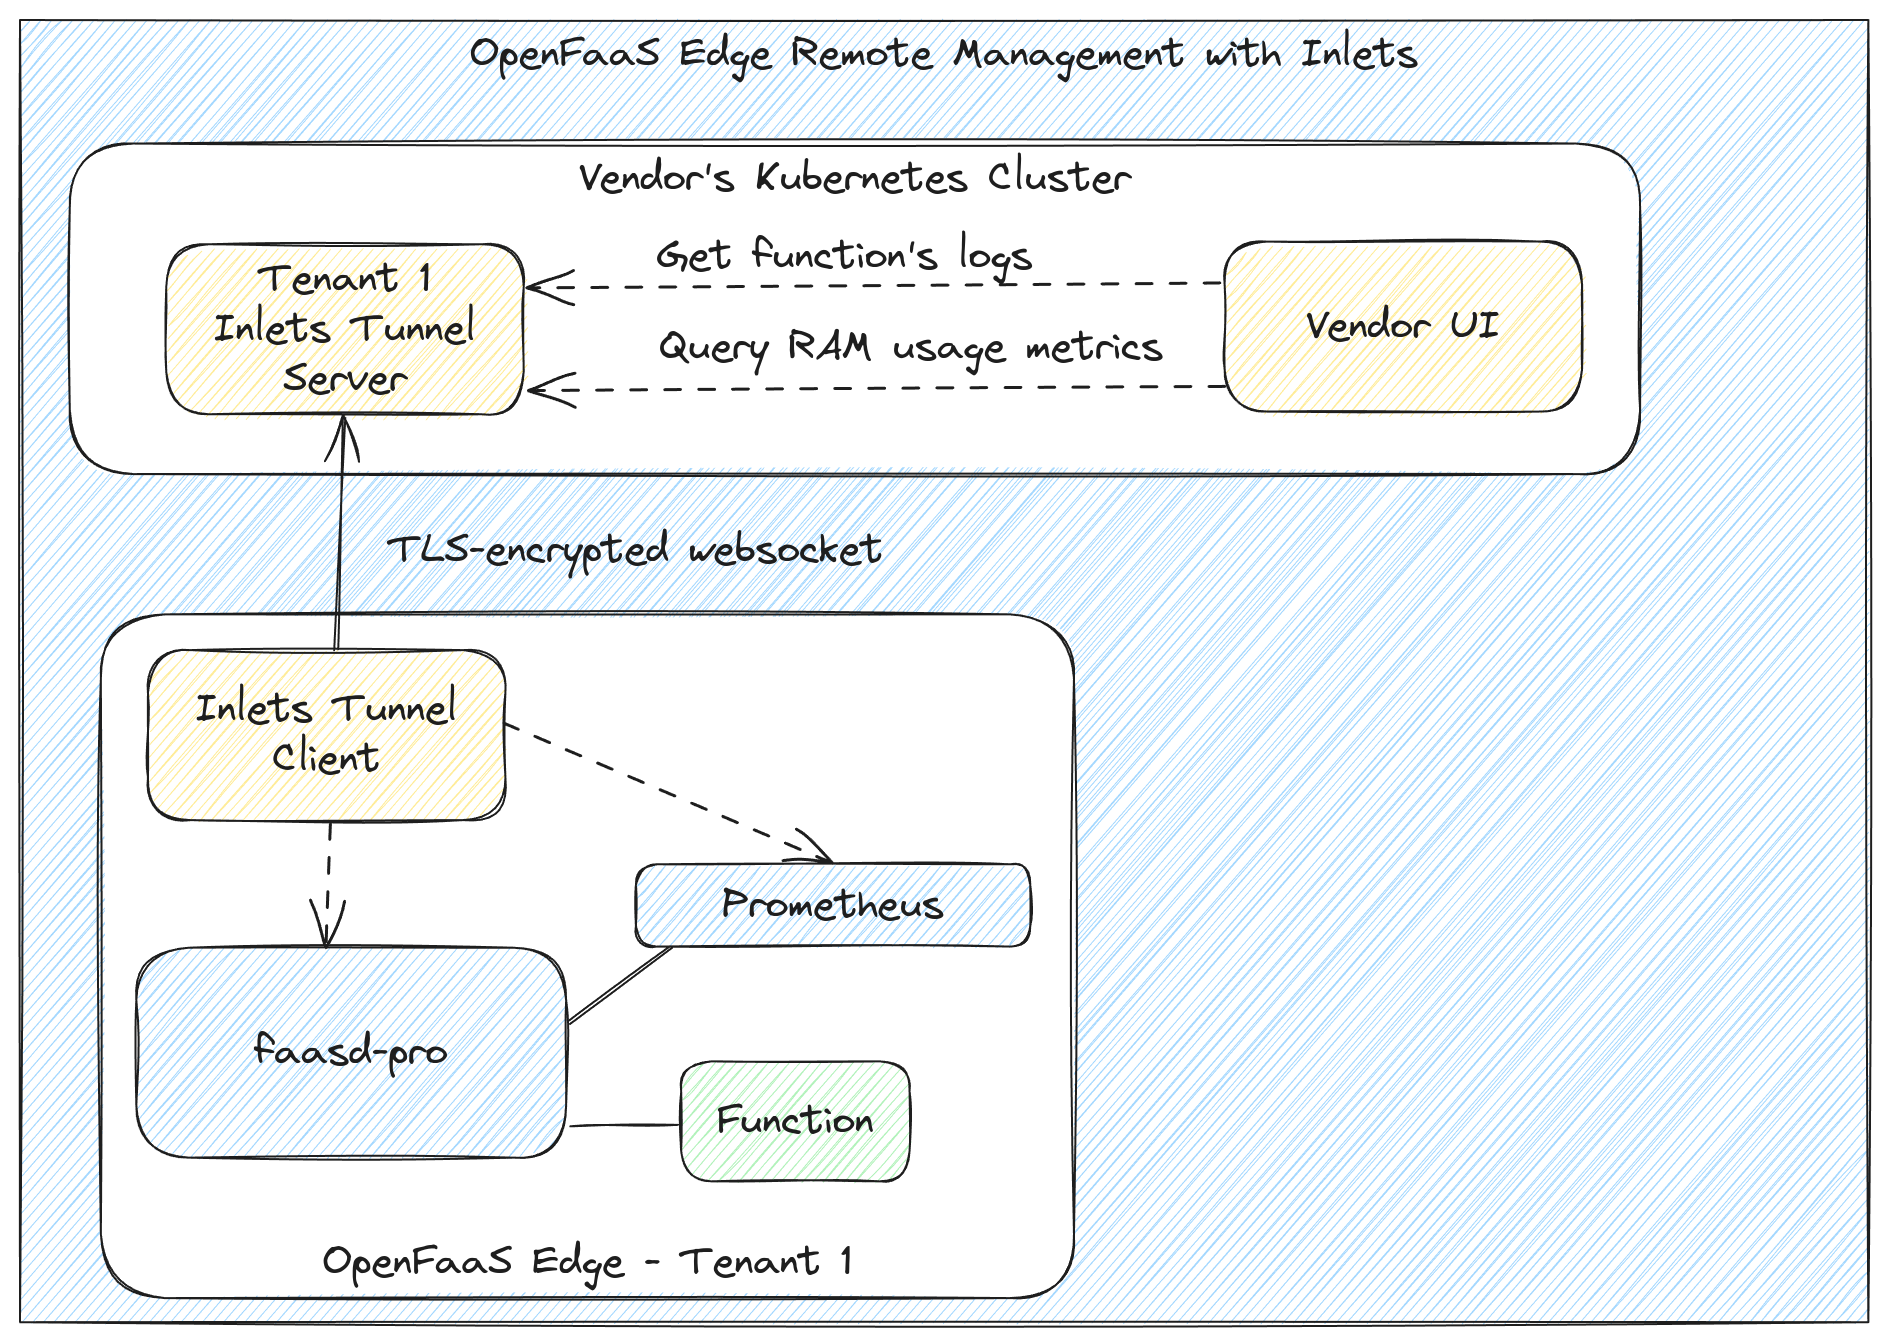 OpenFaaS Edge Remote Management with Inlets
Vendor's Kubernetes Cluster
Tenant 1
Inlets Tunnel
Server
Get function's logs
Query RAM usage metrics
Vendor UI
TLS-encrypted websocket
Inlets Tunnel
Client
Prometheus
faasd-pro
Function
OpenFaaS Edge - Tenant 1